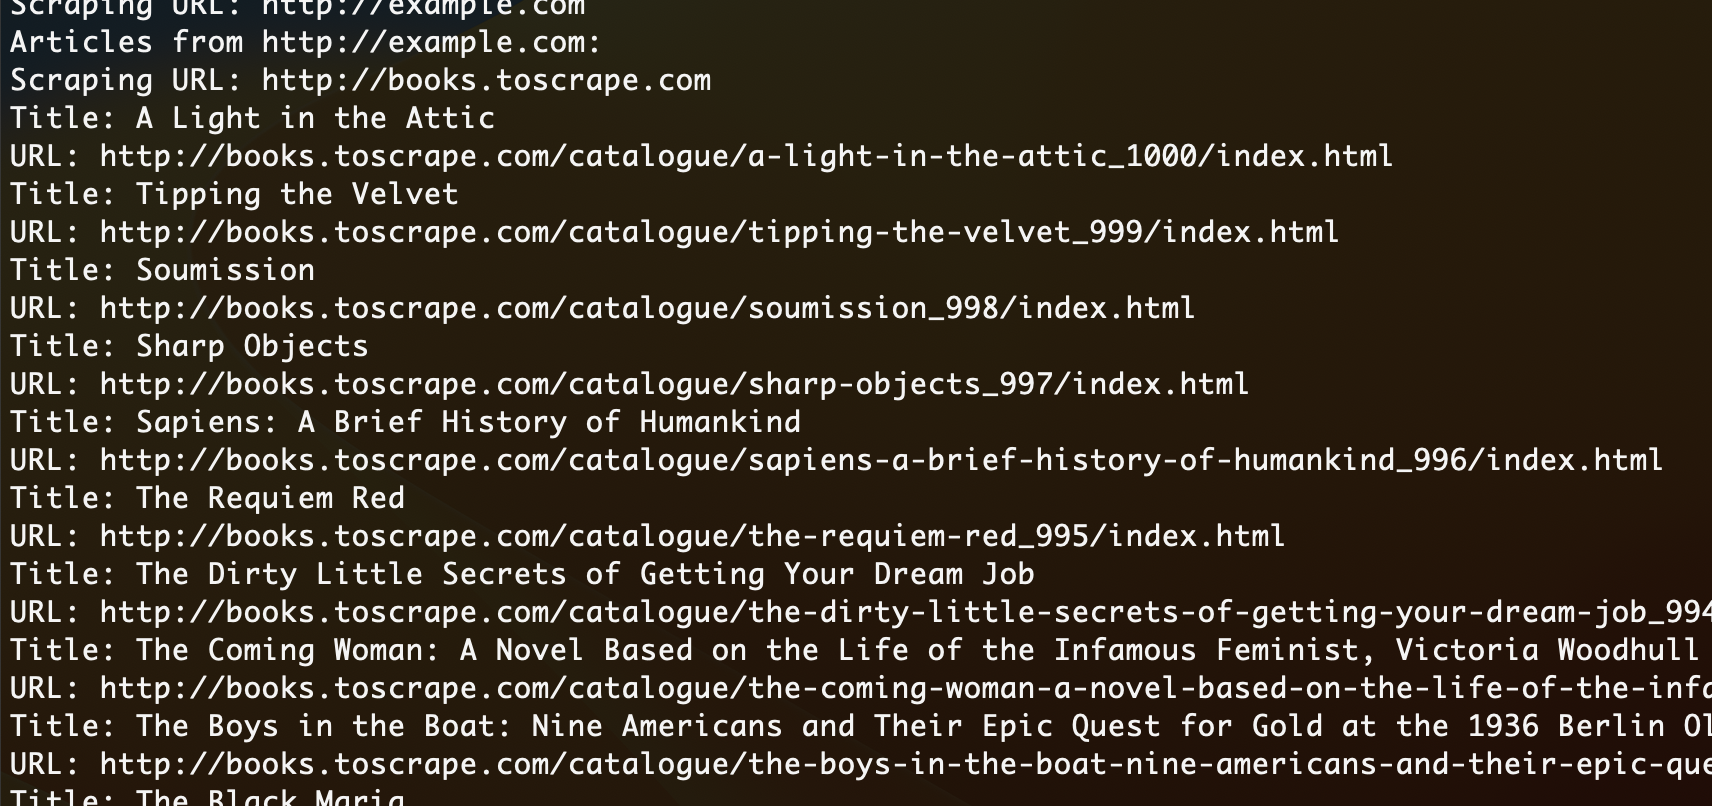 Scraping URL: http://example.com
Articles from http://example.com:
Scraping URL: http://books.toscrape.com
Title: A Light in the Attic
URL: http://books.toscrape.com/catalogue/a-light-in-the-attic_1000/index.html
Title: Tipping the Velvet
URL: http://books.toscrape.com/catalogue/tipping-the-velvet_999/index.html
Title: Soumission
URL: http://books.toscrape.com/catalogue/soumission_998/index.html
Title: Sharp Objects
URL: http://books.toscrape.com/catalogue/sharp-objects_997/index.html
Title: Sapiens: A Brief History of Humankind
URL: http://books.toscrape.com/catalogue/sapiens-a-brief-history-of-humankind_996/index.html
Title: The Requiem Red
URL: http://books.toscrape.com/catalogue/the-requiem-red_995/index.html
Title: The Dirty Little Secrets of Getting Your Dream Job
URL: http://books.toscrape.com/catalogue/the-dirty-little-secrets-of-getting-your-dream-job_994
Title: The Coming Woman: A Novel Based on the Life of the Infamous Feminist, Victoria Woodhull
URL: http://books.toscrape.com/catalogue/the-coming-woman-a-novel-based-on-the-life-of-the-infa
Title: The Boys in the Boat: Nine Americans and Their Epic Quest for Gold at the 1936 Berlin Ol
URL: http://books.toscrape.com/catalogue/the-boys-in-the-boat-nine-americans-and-their-epic-que
Title: The Black Maria